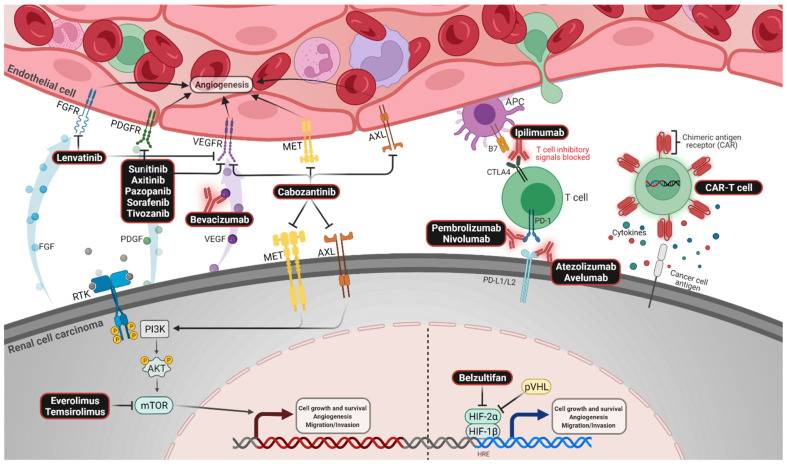 Endothelial cell
Angiogenesis
FGFR
PDGFR
VEGFR
MET
AXL
APC
B7
Ipilimumab
T cell inhibitory
signals blocked
CTLA4
T cell
PD-1
Chimeric antigen
receptor (CAR)
CAR-T cell
Cytokines
Cancer cell
antigen
Lenvatinib
Suritinib
Axitinib
Pazopanib
Sorafenib
Tivozanib
Bevacizumab
Cabozantinib
Pembrolizumab
Nivolumab
Atezolizumab
Avelumab
PD-L1/L2
FGF
PDGF
VEGF
MET
AXL
RTK
Renal cell carcinoma
P
P
P
P
PI3K
P
P
AKT
Everolimus
Temsirolimus
mTOR
Cell growth and survival
Angiogenesis
Migration/Invasion
Belzultifan
pVHL
HIF-2α
HIF-1β
HRE
Cell growth and survival
Angiogenesis
Migration/Invasion